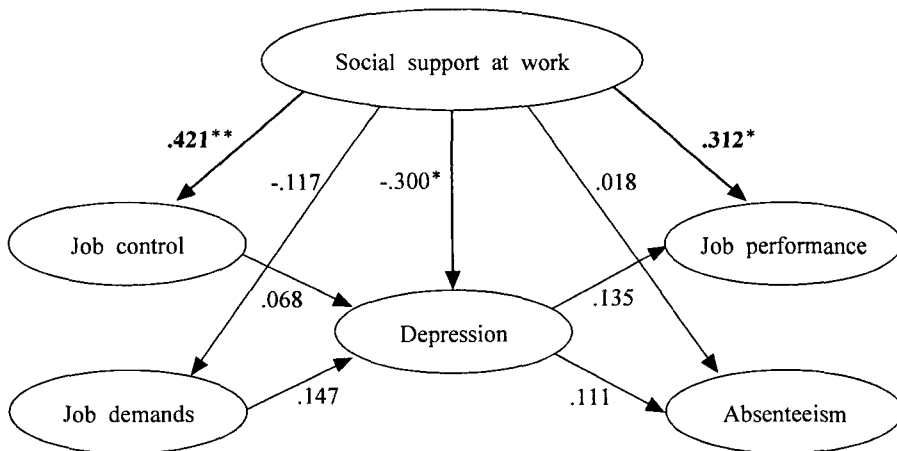 Social support at work
.421**
-.117
-.300*
.018
.312*
Job control
Job performance
.068
.135
Depression
Job demands
.147
.111
Absenteeism